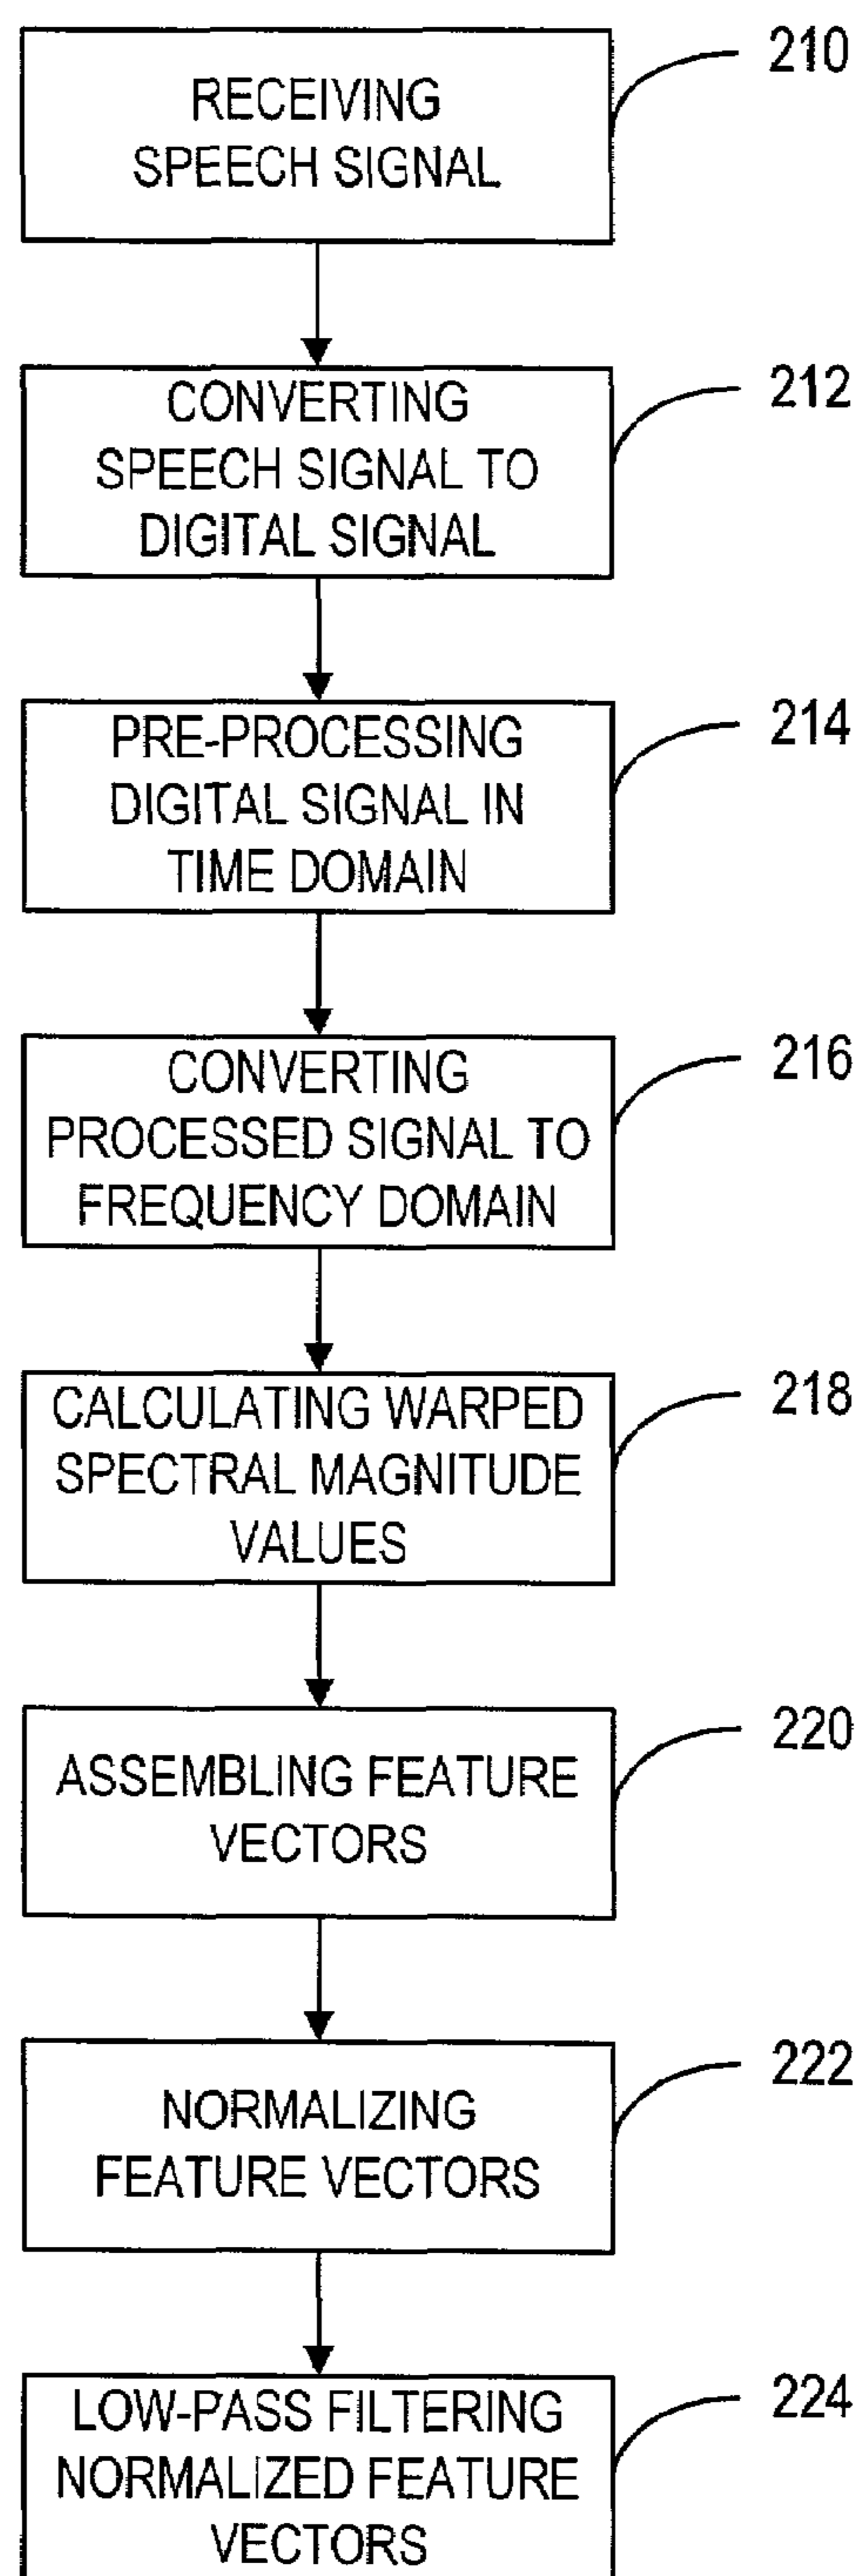 210
RECEIVING
SPEECH SIGNAL
212
CONVERTING
SPEECH SIGNAL TO
DIGITAL SIGNAL
214
PRE-PROCESSING
DIGITAL SIGNAL IN
TIME DOMAIN
216
CONVERTING
PROCESSED SIGNAL TO
FREQUENCY DOMAIN
218
CALCULATING WARPED
SPECTRAL MAGNITUDE
VALUES
220
ASSEMBLING FEATURE
VECTORS
222
NORMALIZING
FEATURE VECTORS
224
LOW-PASS FILTERING
NORMALIZED FEATURE
VECTORS